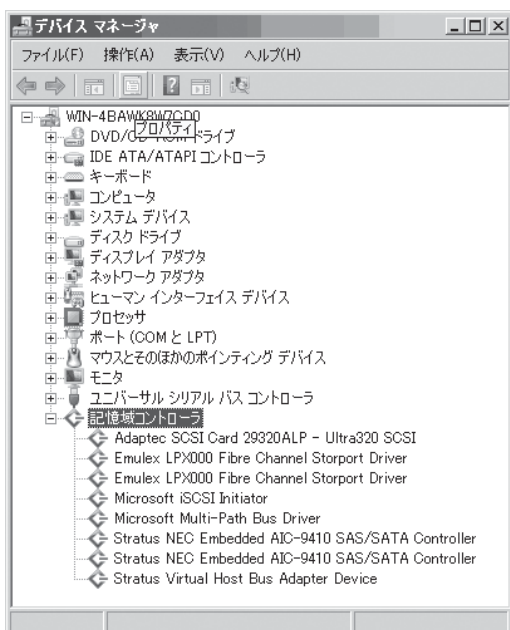 デバイス マネージャ
ファイル(F) 操作(A) 表示(V) ヘルプ(H)
WIN-4BAWK8W7CD0
プロパティ
DVD/CD-ROM ドライブ
IDE ATA/ATAPI コントローラ
キーボード
コンピュータ
システム デバイス
ディスク ドライブ
ディスプレイ アダプタ
ネットワーク アダプタ
ヒューマン インターフェイス デバイス
プロセッサ
ポート (COM と LPT)
マウスとそのほかのポインティング デバイス
モニタ
ユニバーサル シリアル バス コントローラ
記憶域コントローラ
Adaptec SCSI Card 29320ALP - Ultra320 SCSI
Emulex LPX000 Fibre Channel Storport Driver
Emulex LPX000 Fibre Channel Storport Driver
Microsoft iSCSI Initiator
Microsoft Multi-Path Bus Driver
Stratus NEC Embedded AIC-9410 SAS/SATA Controller
Stratus NEC Embedded AIC-9410 SAS/SATA Controller
Stratus Virtual Host Bus Adapter Device